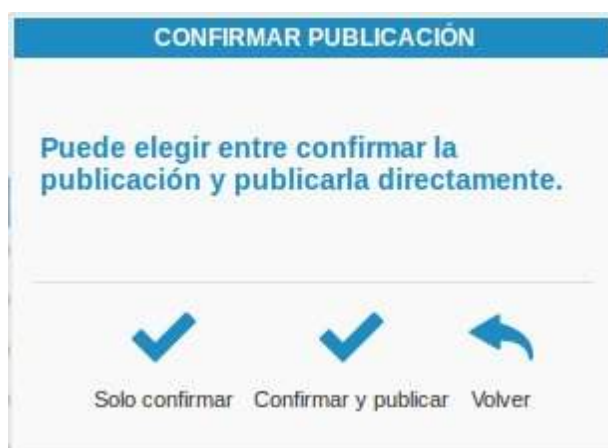 CONFIRMAR PUBLICACIÓN
Puede elegir entre confirmar la
publicación y publicarla directamente.
Solo confirmar Confirmar y publicar Volver